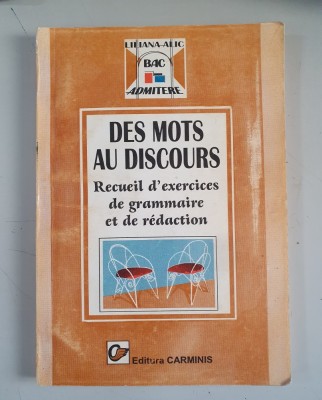 LILIANA-ALIC
BAC
ADMITERE
DES MOTS
AU DISCOURS
Recueil d'exercices
de grammaire
et de rédaction
Editura CARMINIS